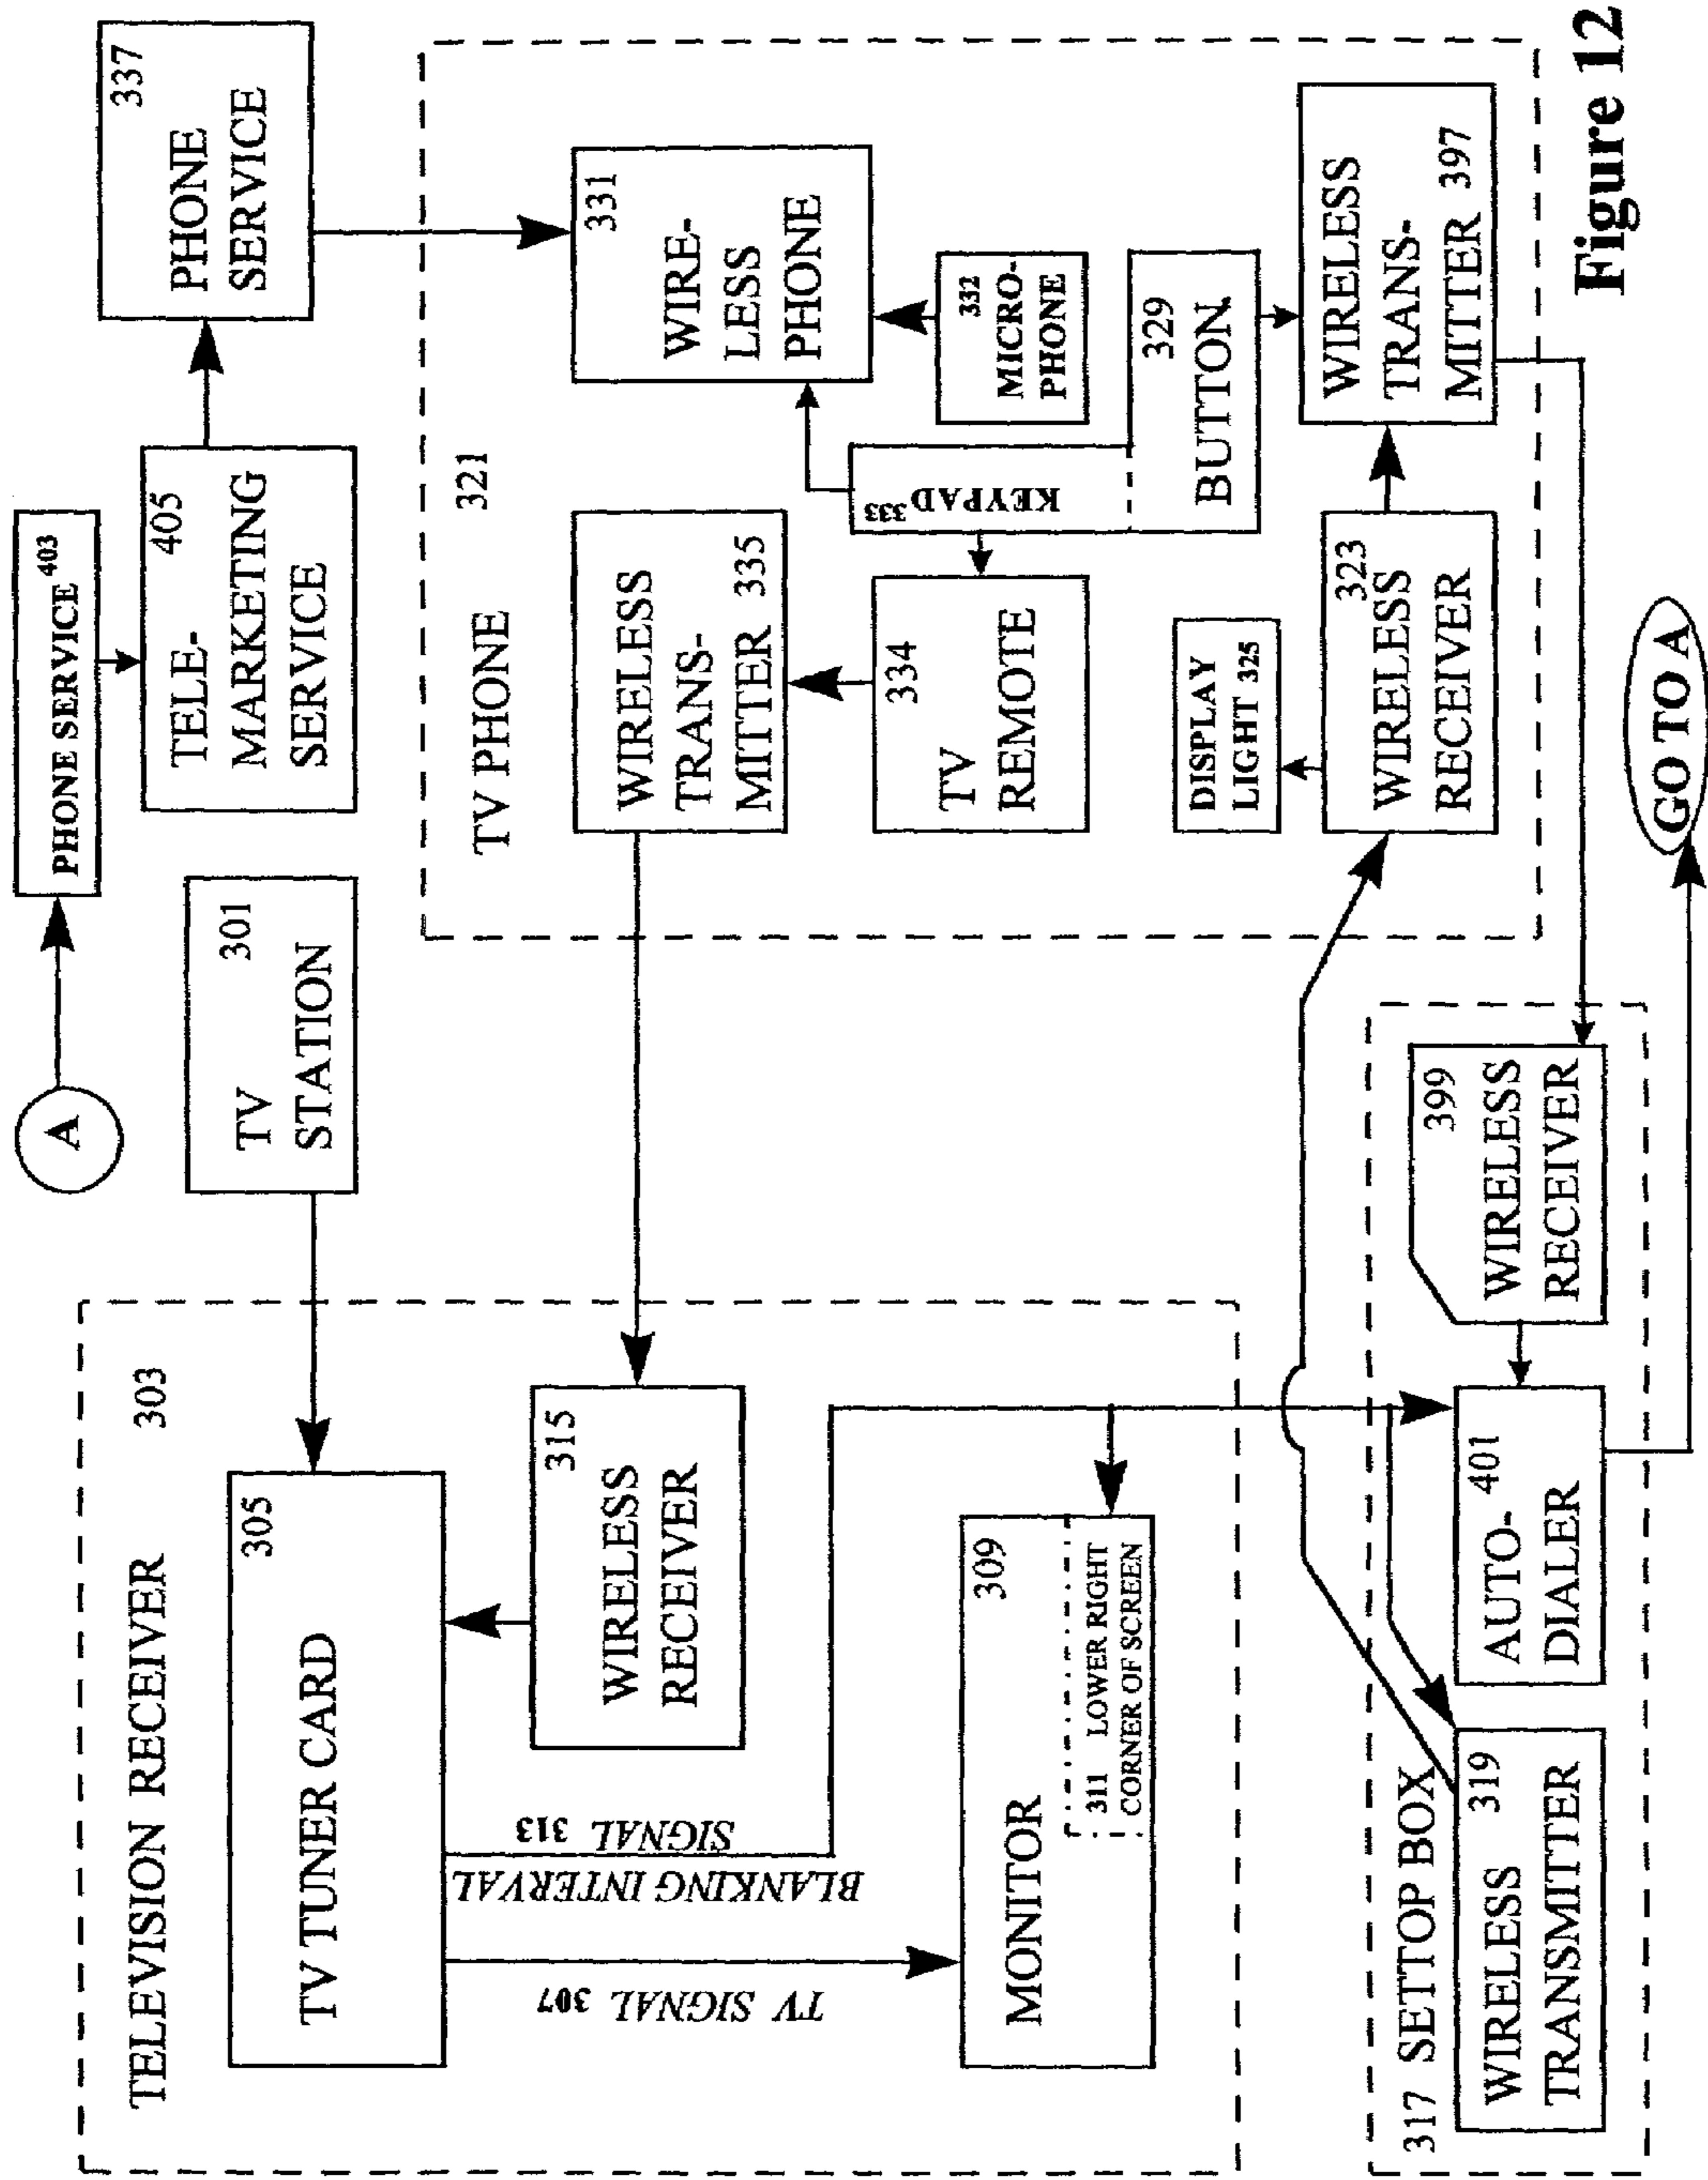 TELEVISION RECEIVER 303
305
TV TUNER CARD
315
WIRELESS
RECEIVER
TV SIGNAL 307
BLANKING INTERVAL
SIGNAL 313
309
MONITOR
311 LOWER RIGHT
CORNER OF SCREEN
317 SETTOP BOX
WIRELESS 319
TRANSMITTER
AUTO- 401
DIALER
399
WIRELESS
RECEIVER
A
PHONE SERVICE 403
TV 301
STATION
405
TELE-
MARKETING
SERVICE
337
PHONE
SERVICE
TV PHONE 321
WIRELESS
TRANS-
MITTER 335
334
TV
REMOTE
KEYPAD 333
331
WIRE-
LESS
PHONE
332
MICRO-
PHONE
329
BUTTON
DISPLAY
LIGHT 325
323
WIRELESS
RECEIVER
WIRELESS
TRANS-
MITTER 397
GO TO A
Figure 12